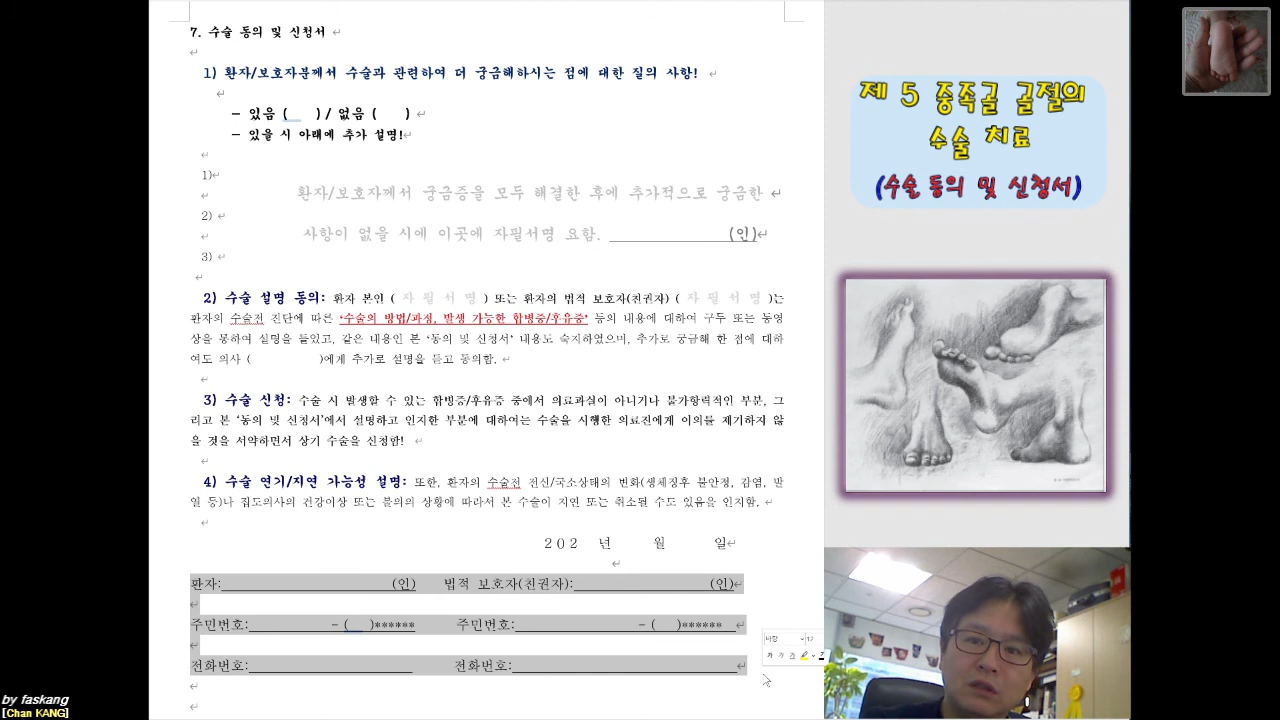 7. 수술 동의 및 신청서
1) 환자/보호자분께서 수술과 관련하여 더 궁금해하시는 점에 대한 질의 사항!
- 있음 (    ) / 없음 (    )
- 있을 시 아래에 추가 설명!
1)
환자/보호자께서 궁금증을 모두 해결한 후에 추가적으로 궁금한
2)
사항이 없을 시에 이곳에 자필서명 요함. ______________(인)
3)
2) 수술 설명 동의: 환자 본인 ( 자 필 서 명 ) 또는 환자의 법적 보호자(친권자) ( 자 필 서 명 )는
환자의 수술전 진단에 따른 '수술의 방법/과정, 발생 가능한 합병증/후유증' 등의 내용에 대하여 구두 또는 동영
상을 통하여 설명을 들었고, 같은 내용인 본 '동의 및 신청서' 내용도 숙지하였으며, 추가로 궁금해 한 점에 대하
여도 의사 (          )에게 추가로 설명을 듣고 동의함.
3) 수술 신청: 수술 시 발생할 수 있는 합병증/후유증 중에서 의료과실이 아니거나 불가항력적인 부분, 그
리고 본 '동의 및 신청서'에서 설명하고 인지한 부분에 대하여는 수술을 시행한 의료진에게 이의를 제기하지 않
을 것을 서약하면서 상기 수술을 신청함!
4) 수술 연기/지연 가능성 설명: 또한, 환자의 수술전 전신/국소상태의 변화(생체징후 불안정, 감염, 발
열 등)나 집도의사의 건강이상 또는 불의의 상황에 따라서 본 수술이 지연 또는 취소될 수도 있음을 인지함.
202   년     월     일
환자:____________________(인)   법적 보호자(친권자):________________(인)
주민번호:__________ - (   )******   주민번호:______________ - (   )******
전화번호:____________________   전화번호:__________________________
바탕 12
가 가 가 가
제 5 중족골 골절의
수술 치료
(수술 동의 및 신청서)
by faskang
[Chan KANG]